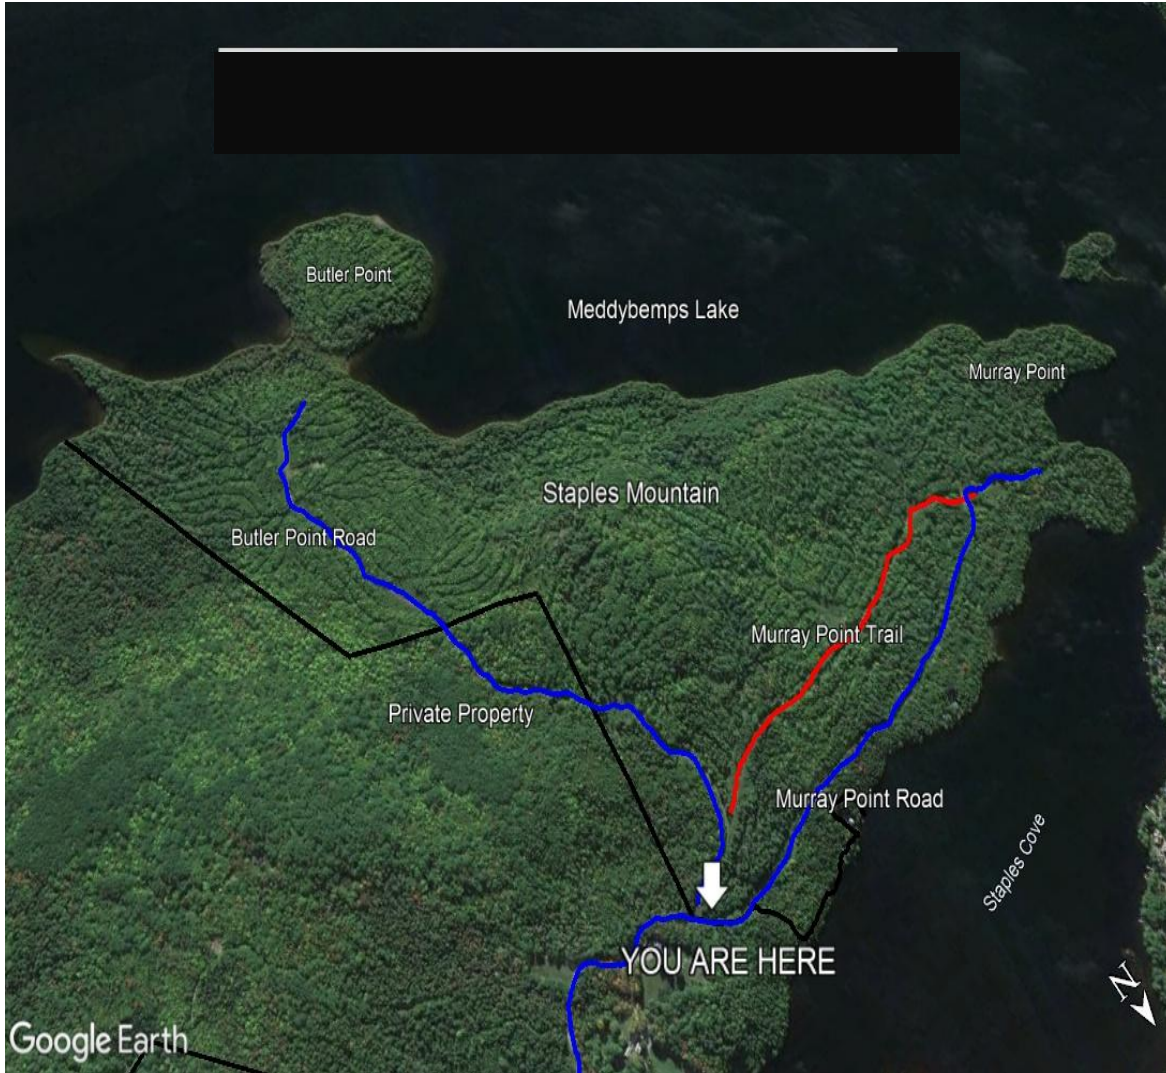 Butler Point
Meddybemps Lake
Murray Point
Staples Mountain
Butler Point Road
Murray Point Trail
Private Property
Murray Point Road
Staples Cove
YOU ARE HERE
N
Google Earth